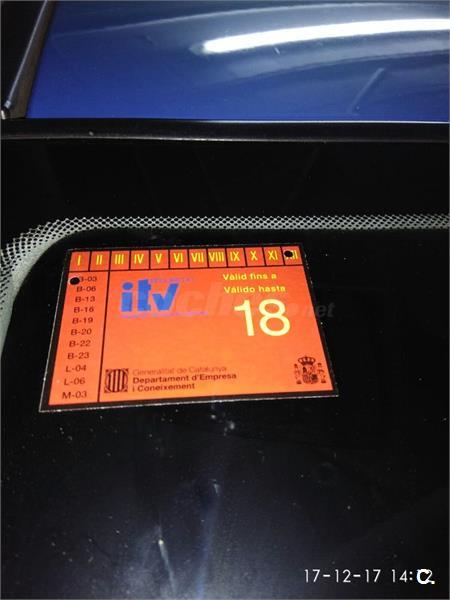 I II III IV V VI VII VIII IX X XI
B-03
B-06
B-13
B-16
B-19
B-20
B-22
B-23
L-04
L-06
M-03
itv
Vàlid fins a
Válido hasta
18
Generalitat de Catalunya
Departament d'Empresa
i Coneixement
17-12-17 14:12